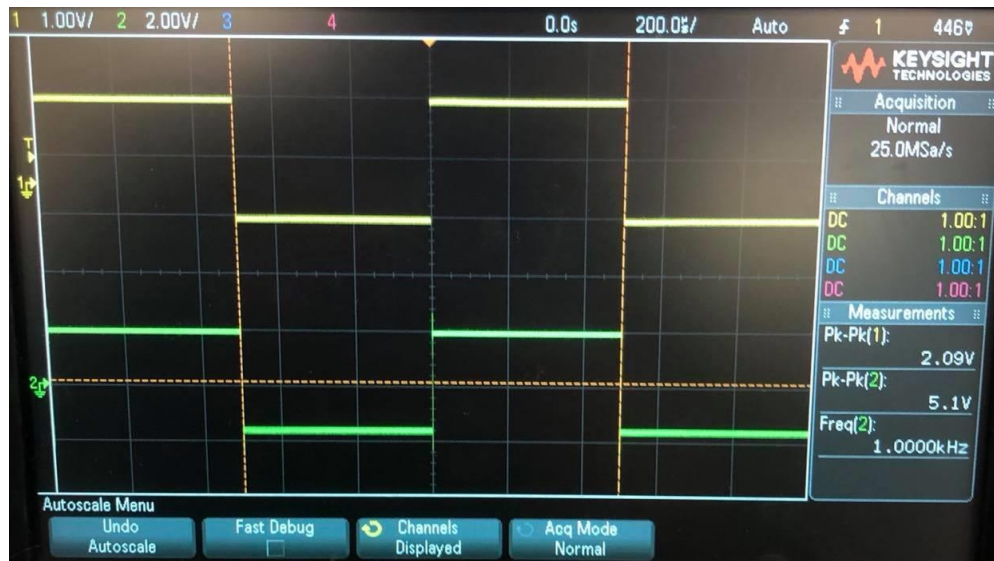 1 1.00V/ 2 2.00V/ 3 4 0.0s 200.0µs/ Auto 1 446V
KEYSIGHT
TECHNOLOGIES
Acquisition
Normal
25.0MSa/s
Channels
DC 1.00:1
DC 1.00:1
DC 1.00:1
DC 1.00:1
Measurements
Pk-Pk(1):
2.09V
Pk-Pk(2):
5.1V
Freq(2):
1.0000kHz
T
1
2
Autoscale Menu
Undo
Autoscale
Fast Debug
Channels
Displayed
Acq Mode
Normal